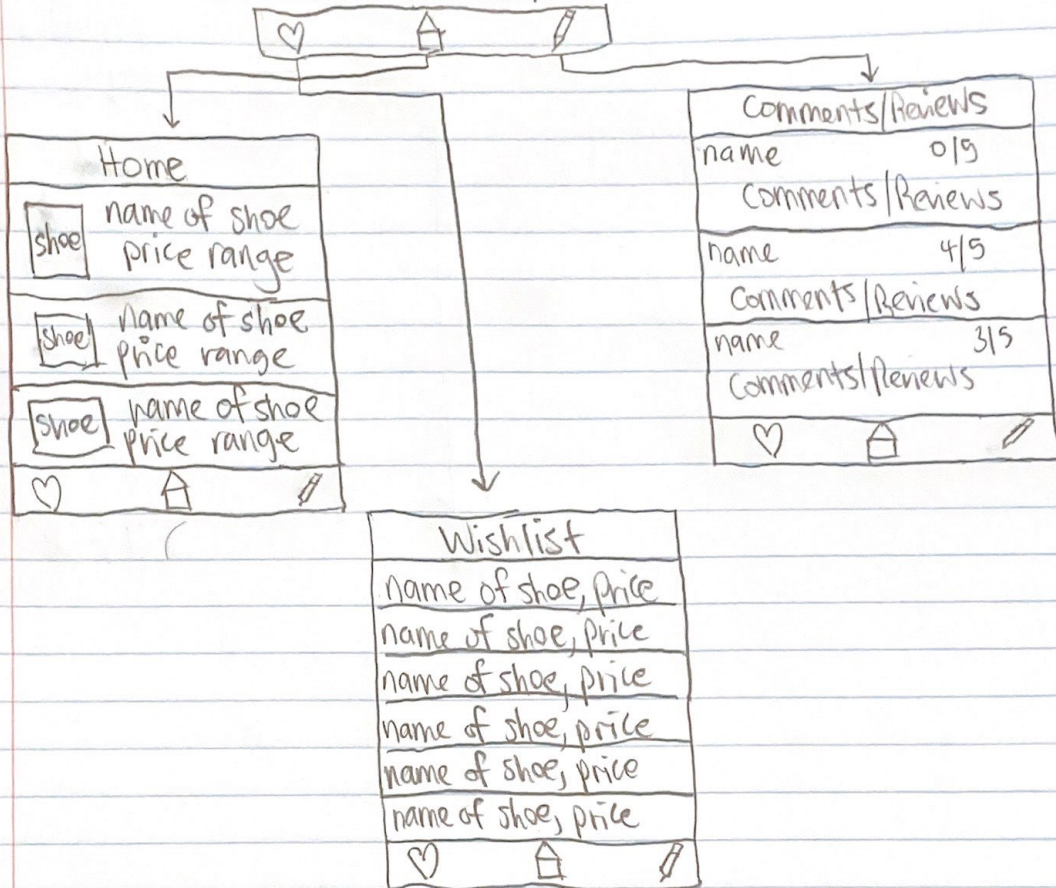 Home
shoe
name of shoe
price range
shoe
name of shoe
price range
shoe
name of shoe
price range
Comments/Reviews
name 0/5
Comments/Reviews
name 4/5
Comments/Reviews
name 3/5
Comments/Reviews
Wishlist
name of shoe, price
name of shoe, price
name of shoe, price
name of shoe, price
name of shoe, price
name of shoe, price